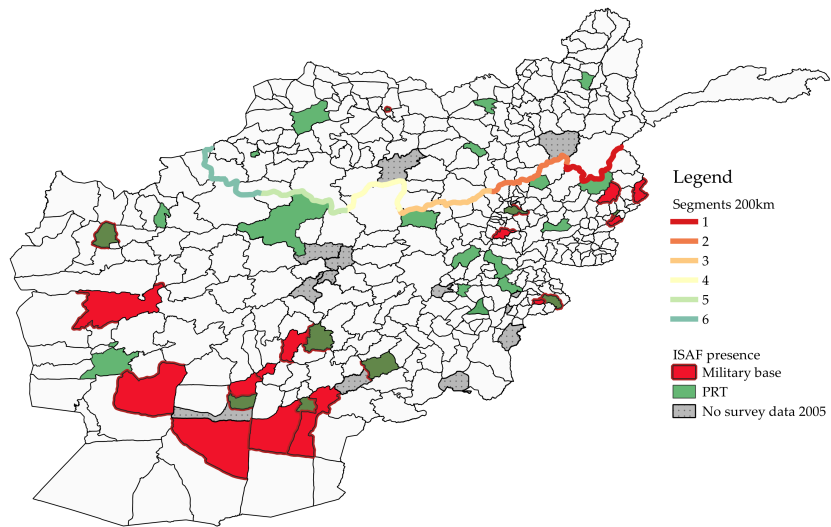 Legend
Segments 200km
1
2
3
4
5
6
ISAF presence
Military base
PRT
No survey data 2005